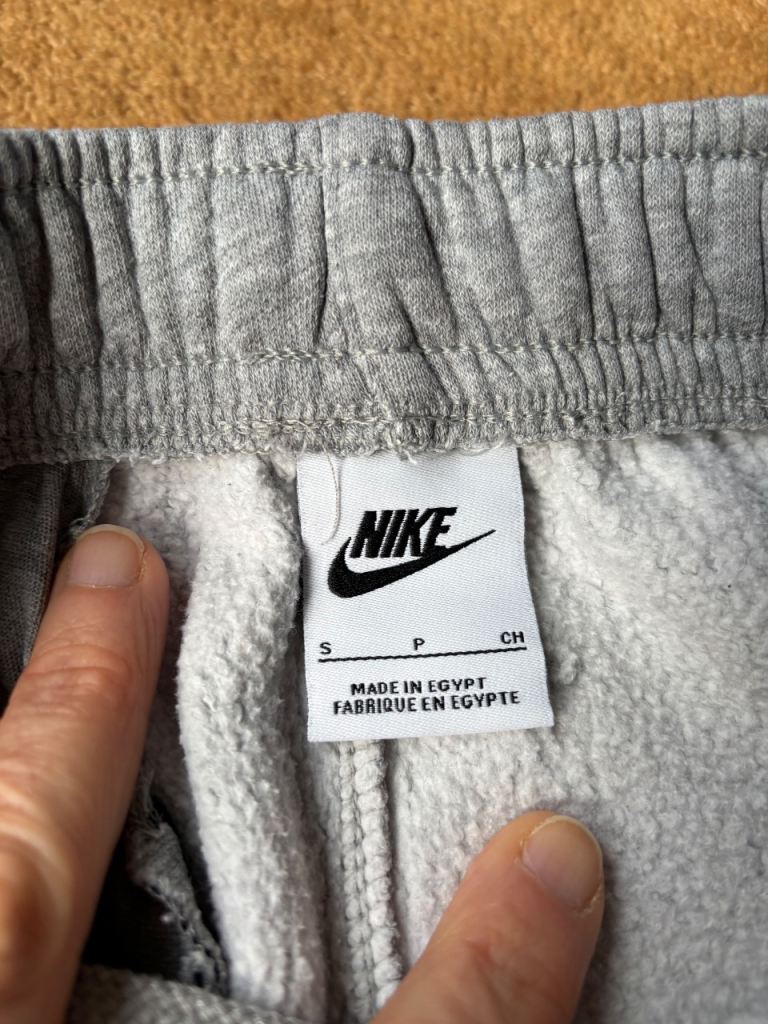 NIKE
S P CH
MADE IN EGYPT
FABRIQUE EN EGYPTE